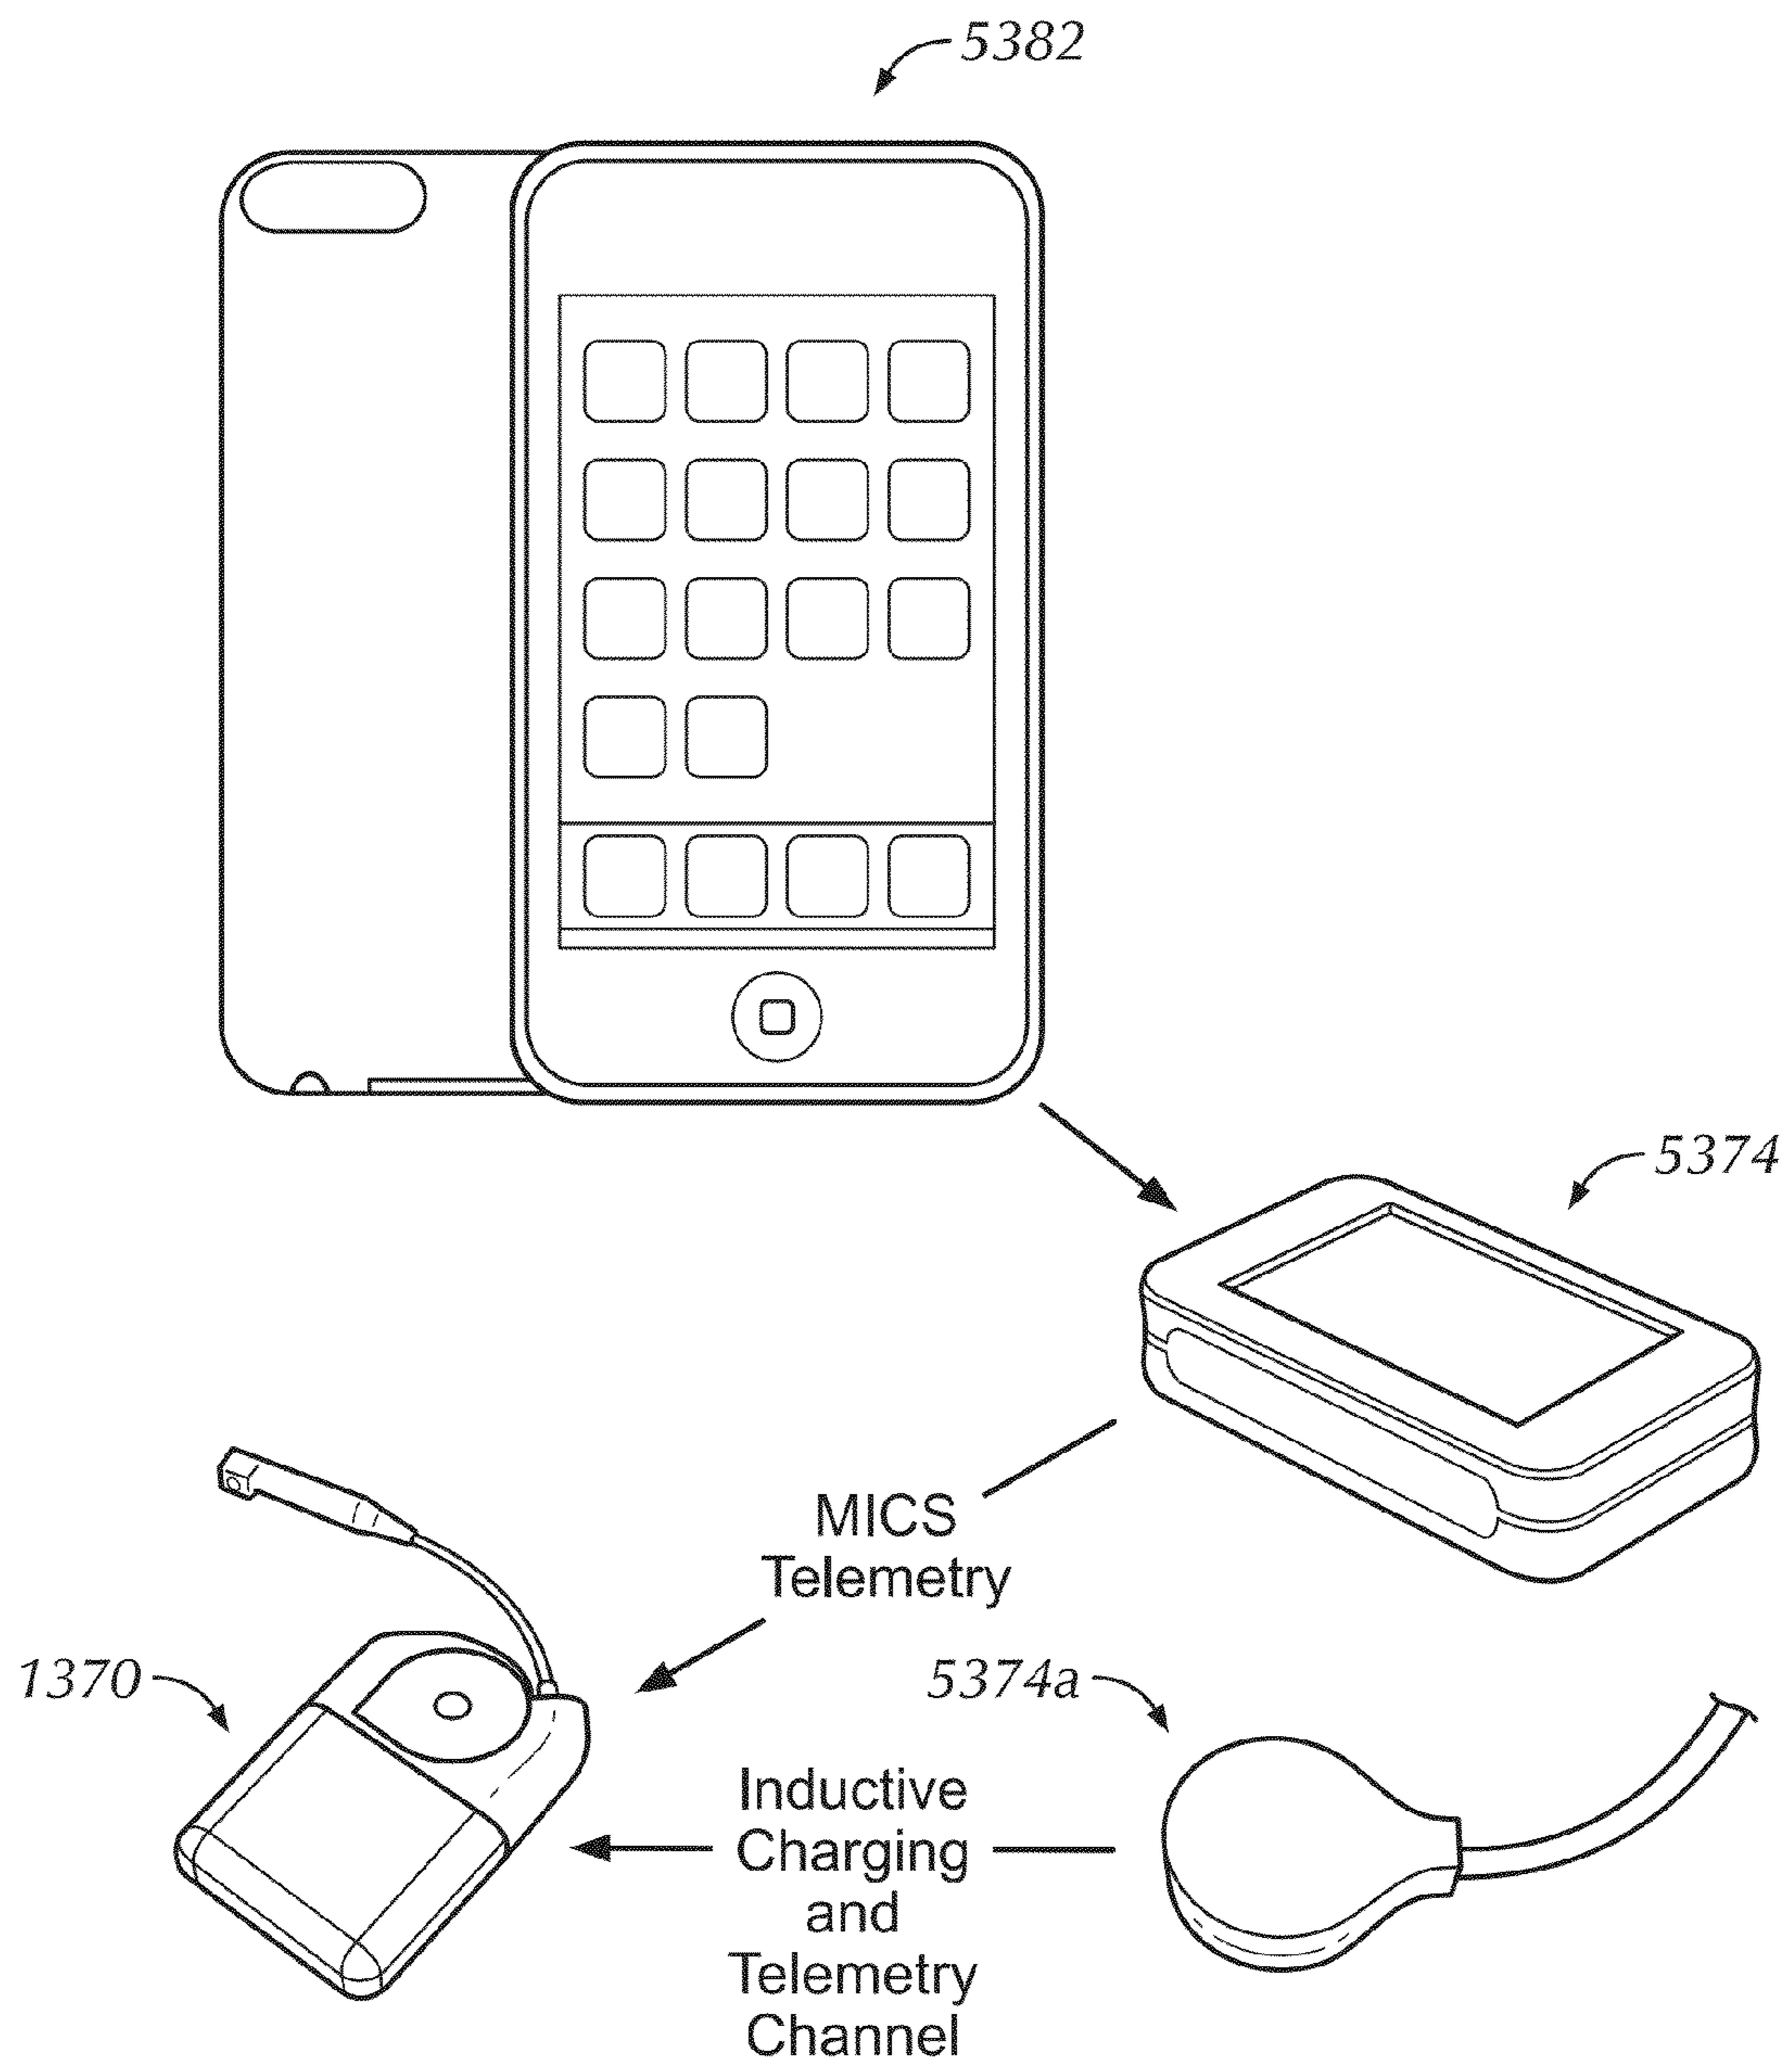 5382
5374
MICS
Telemetry
1370
5374a
Inductive
Charging
and
Telemetry
Channel